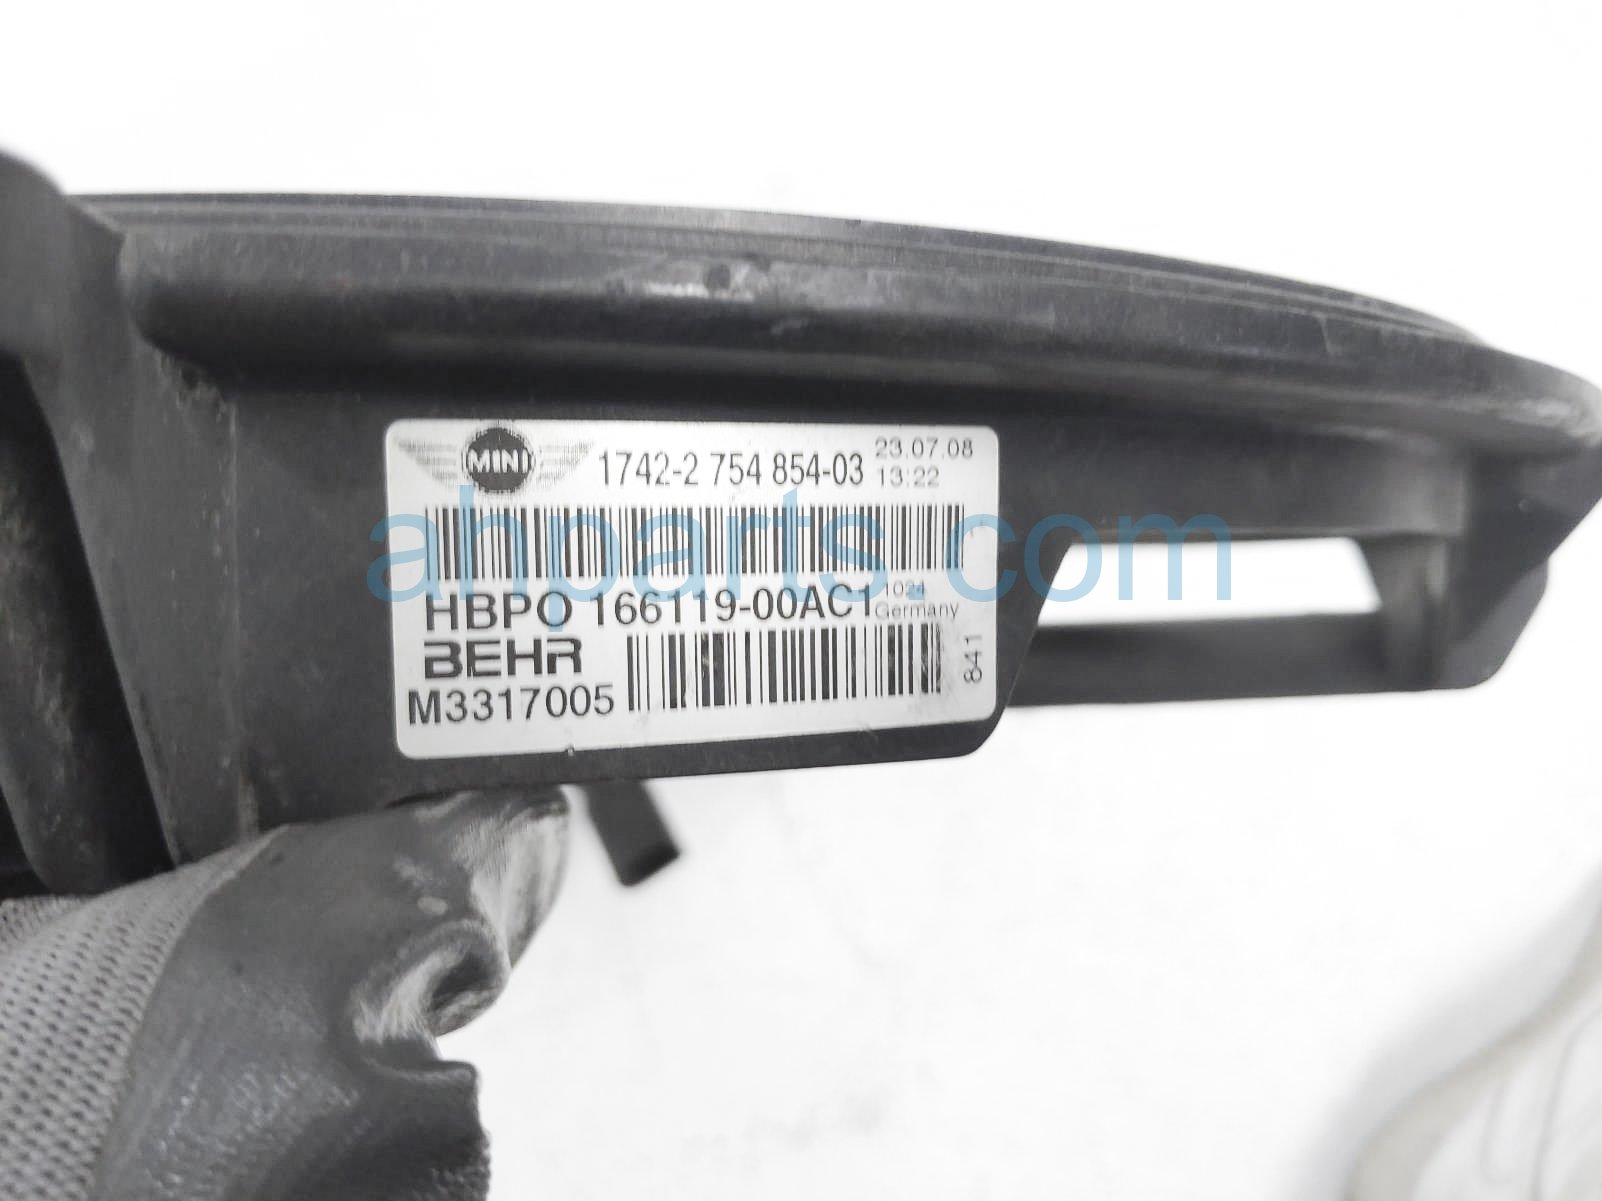 MINI 1742-2 754 854-03 23.07.08
13:22
ahparts.com
HBPO 166119-00AC1 1024
Germany
BEHR
M3317005
841